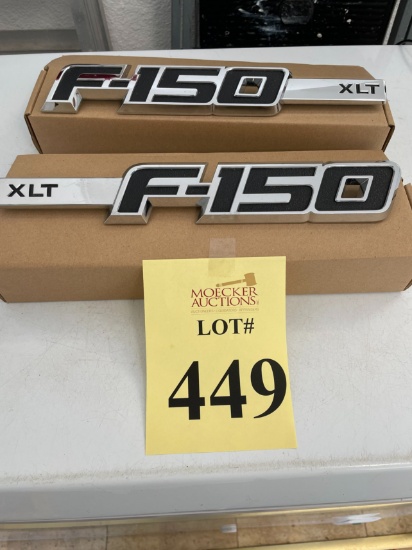 F-150 XLT
XLT F-150
MOECKER
AUCTIONS
LOT#
449